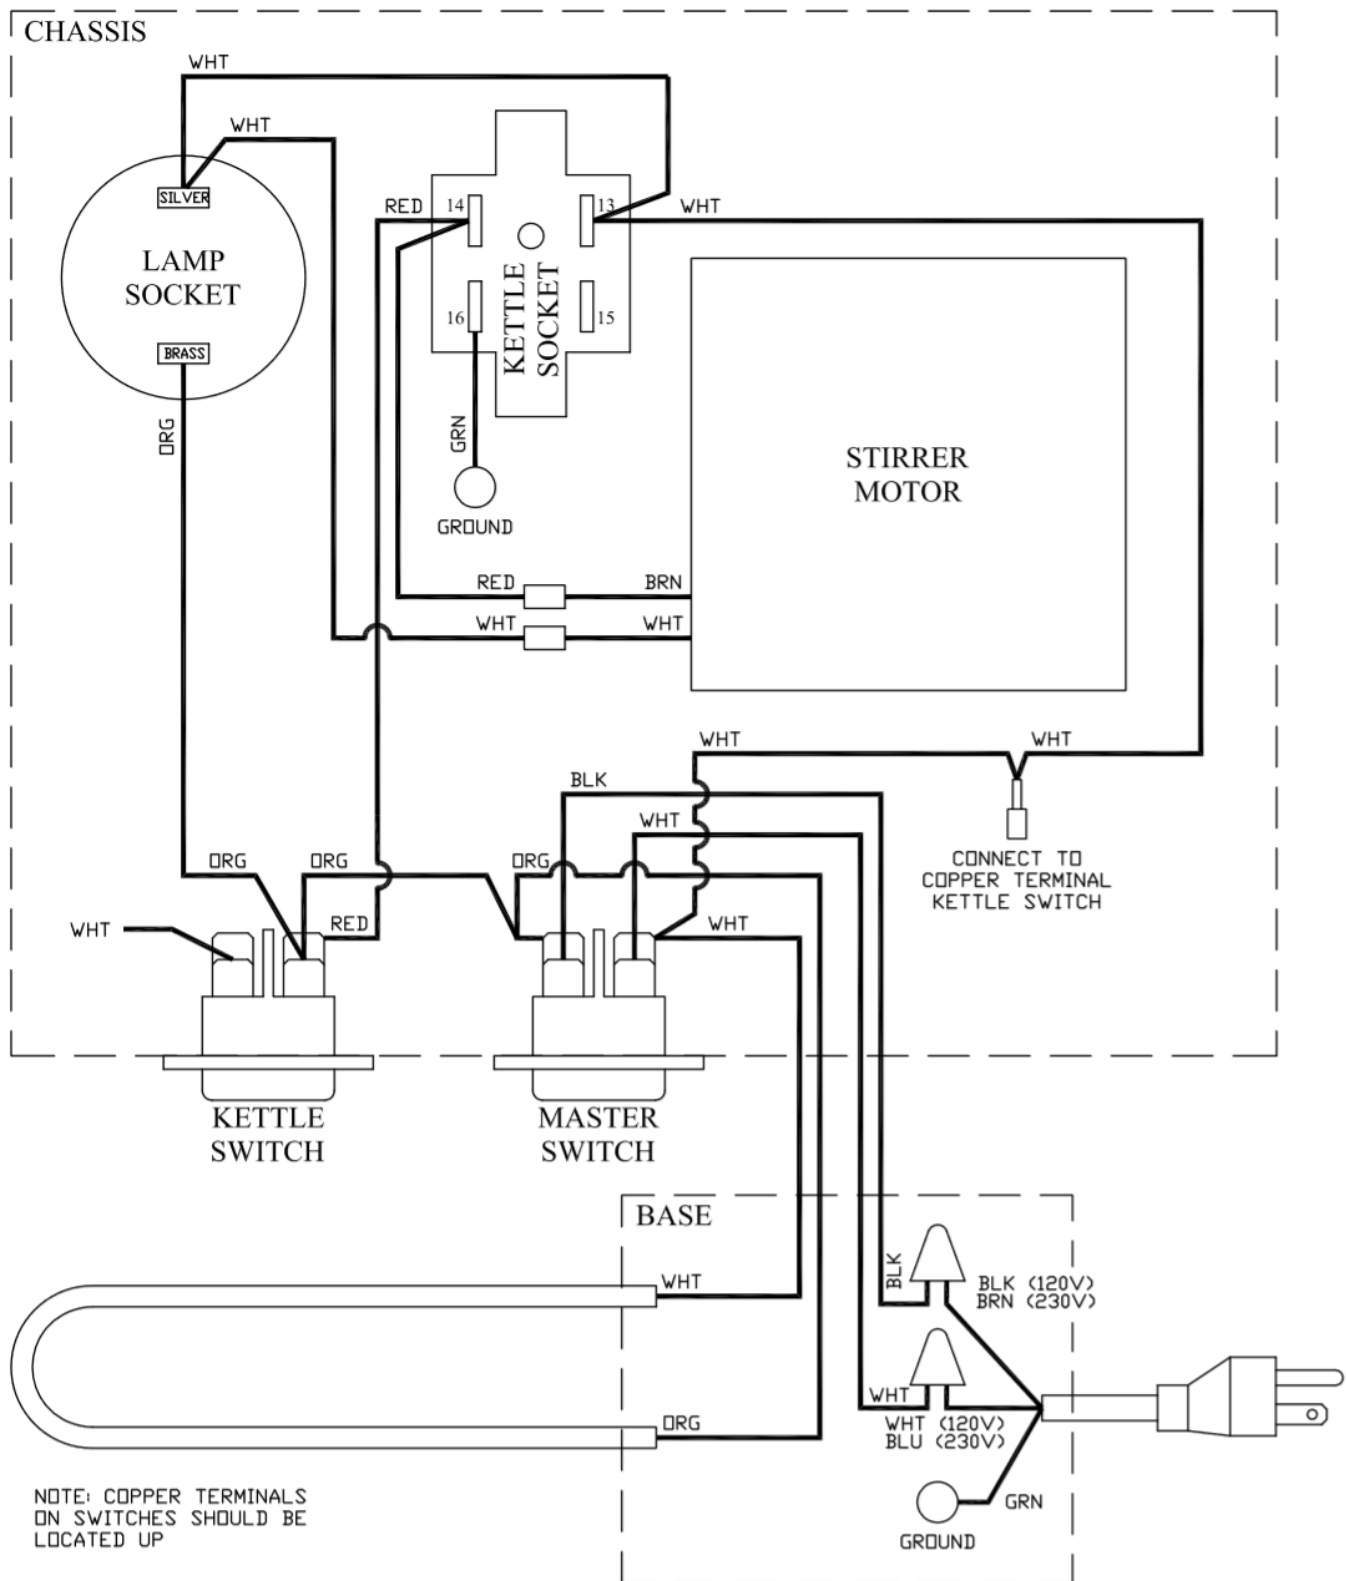 CHASSIS
WHT
WHT
SILVER
LAMP
SOCKET
BRASS
ORG
RED
14
13
WHT
16
15
KETTLE
SOCKET
GRN
GROUND
STIRRER
MOTOR
RED
BRN
WHT
WHT
WHT
WHT
BLK
WHT
CONNECT TO
COPPER TERMINAL
KETTLE SWITCH
ORG
ORG
ORG
WHT
RED
WHT
KETTLE
SWITCH
MASTER
SWITCH
BASE
WHT
BLK
BLK (120V)
BRN (230V)
WHT
WHT (120V)
BLU (230V)
ORG
GRN
GROUND
NOTE: COPPER TERMINALS
ON SWITCHES SHOULD BE
LOCATED UP